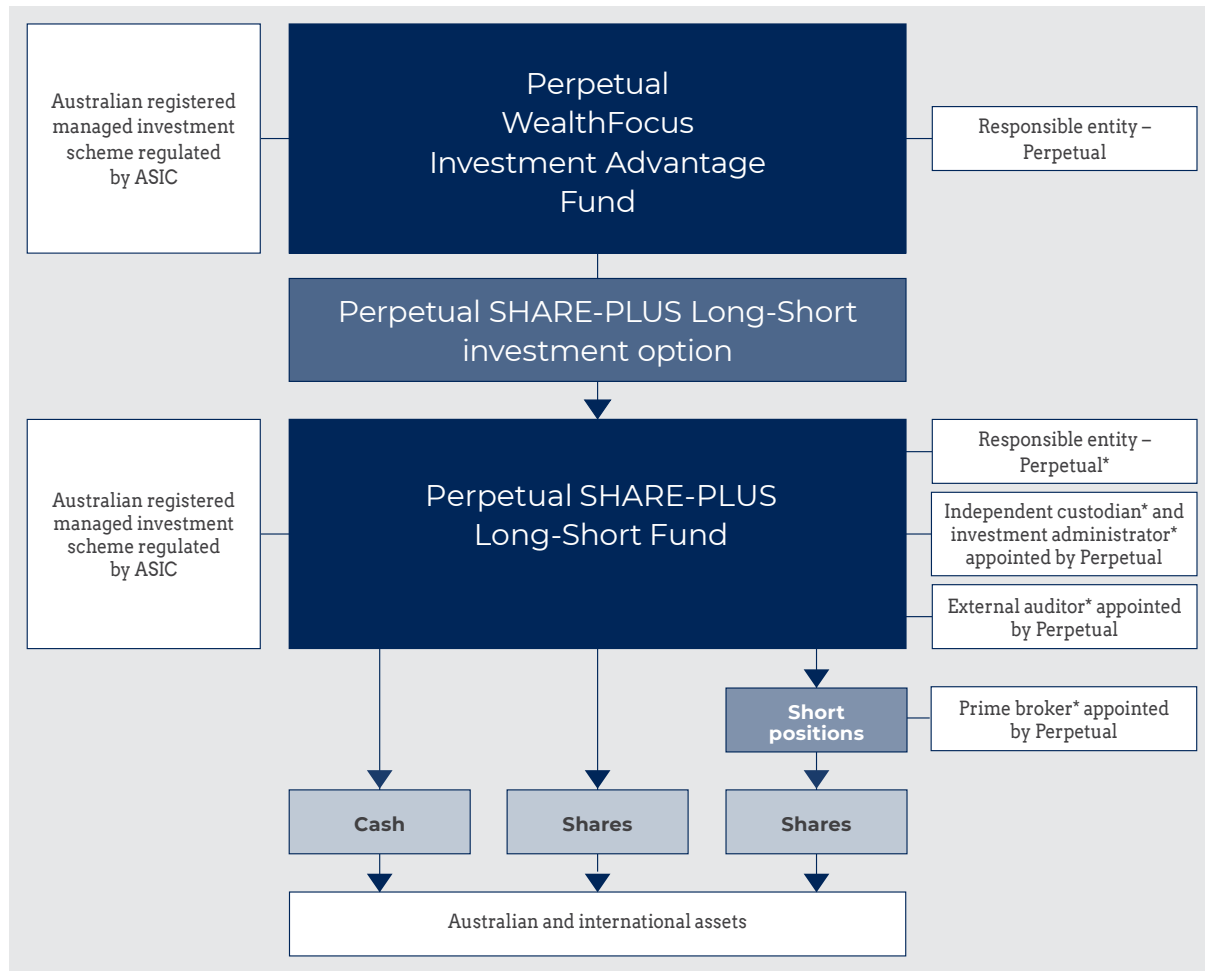 Australian registered
managed investment
scheme regulated
by ASIC
Perpetual
WealthFocus
Investment Advantage
Fund
Responsible entity –
Perpetual
Perpetual SHARE-PLUS Long-Short
investment option
Australian registered
managed investment
scheme regulated
by ASIC
Perpetual SHARE-PLUS
Long-Short Fund
Responsible entity –
Perpetual*
Independent custodian* and
investment administrator*
appointed by Perpetual
External auditor* appointed
by Perpetual
Short
positions
Prime broker* appointed
by Perpetual
Cash
Shares
Shares
Australian and international assets